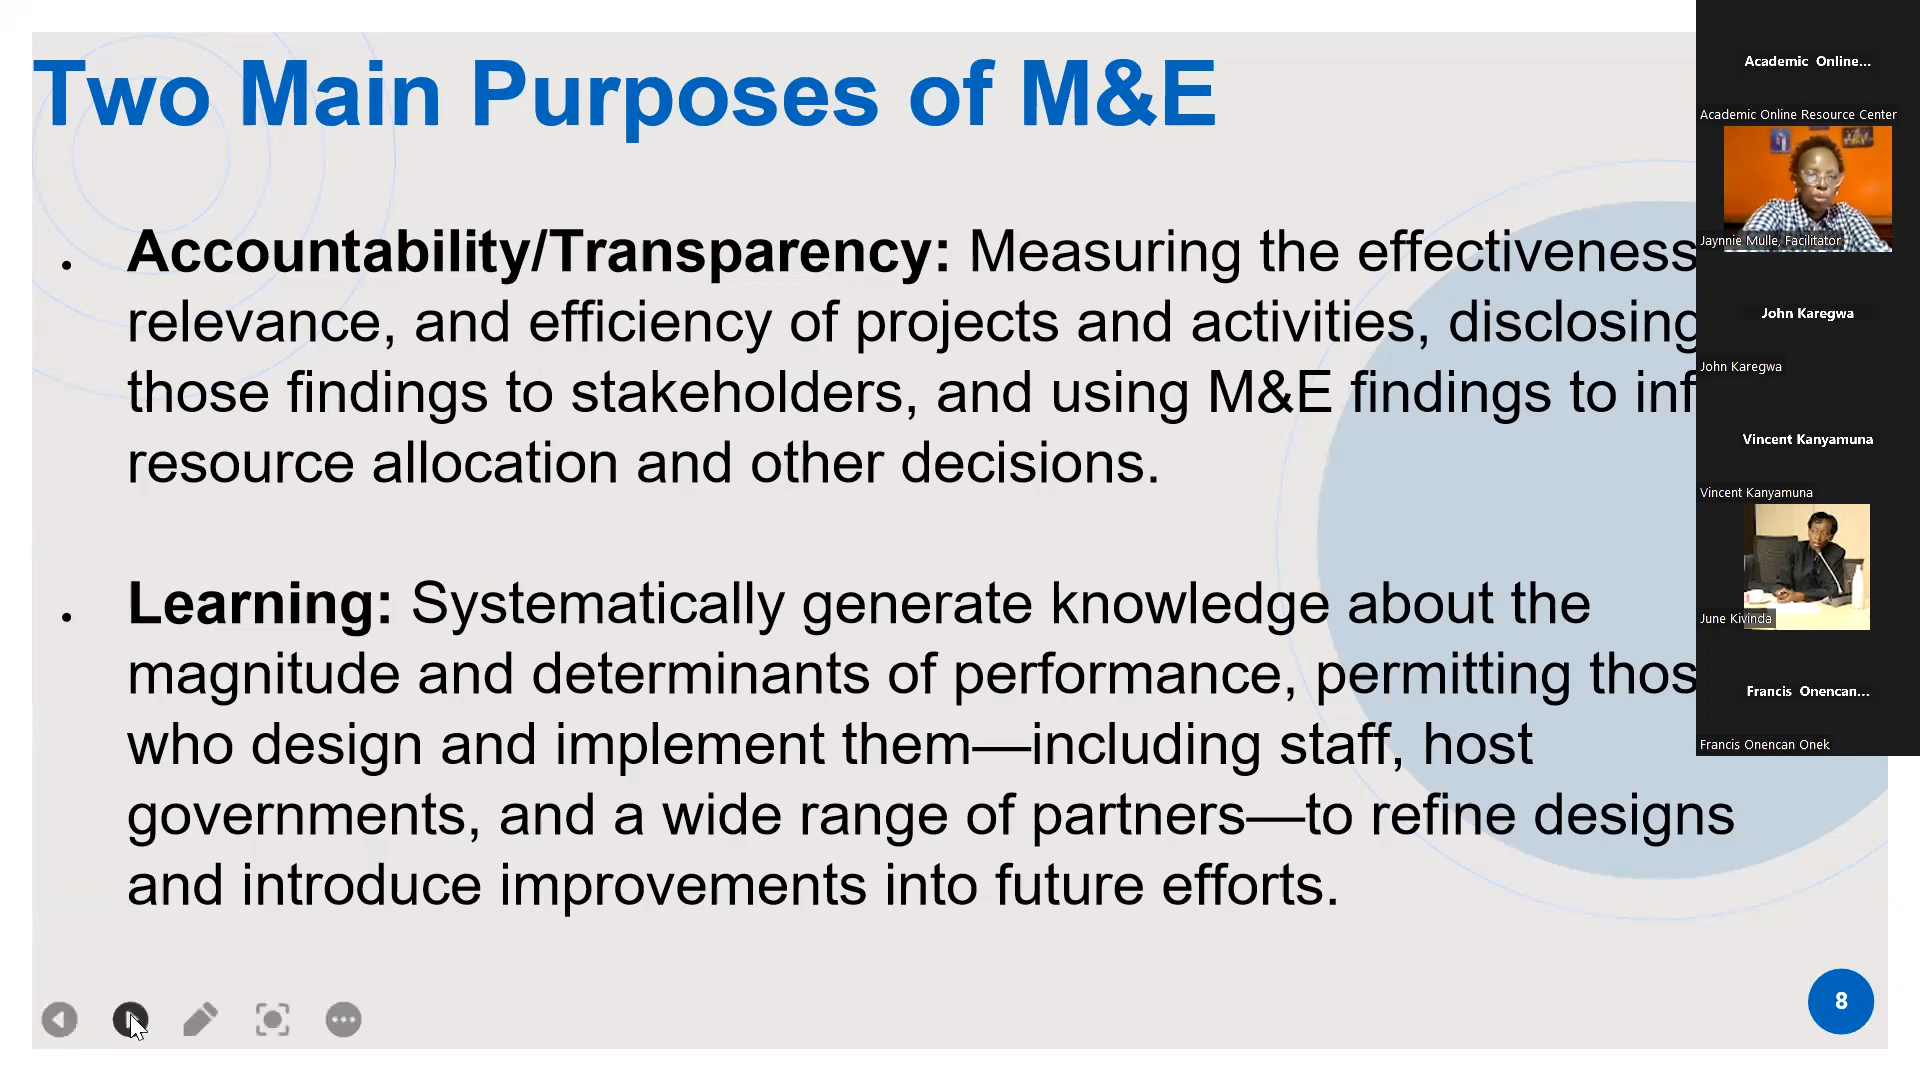 Two Main Purposes of M&E
• Accountability/Transparency: Measuring the effectiveness
relevance, and efficiency of projects and activities, disclosing
those findings to stakeholders, and using M&E findings to inf
resource allocation and other decisions.
• Learning: Systematically generate knowledge about the
magnitude and determinants of performance, permitting thos
who design and implement them—including staff, host
governments, and a wide range of partners—to refine designs
and introduce improvements into future efforts.
8
Academic Online...
Academic Online Resource Center
Jaynnie Mulle, Facilitator
John Karegwa
John Karegwa
Vincent Kanyamuna
Vincent Kanyamuna
June Kivinda
Francis Onencan...
Francis Onencan Onek